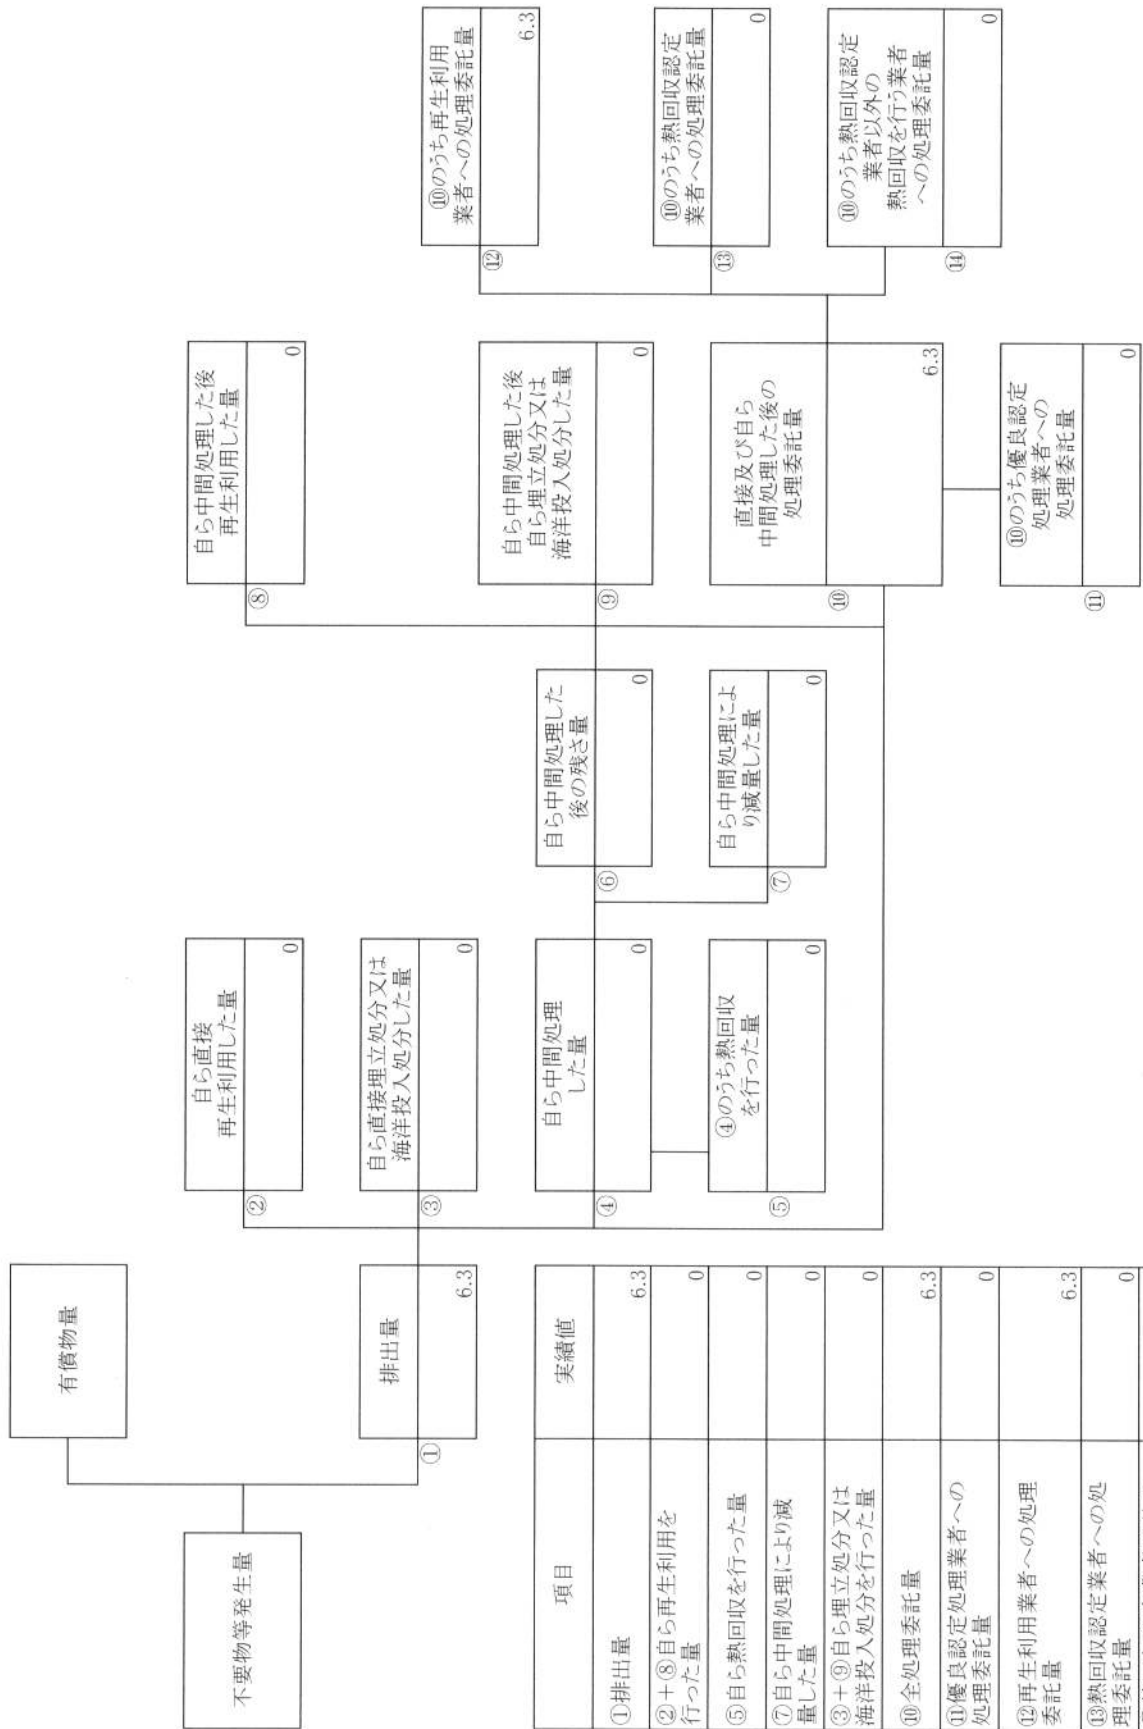 不要物等発生量
有償物量
①
排出量
6.3
②
自ら直接
再生利用した量
0
③
自ら直接埋立処分又は
海洋投入処分した量
0
④
自ら中間処理
した量
0
⑤
④のうち熱回収
を行った量
0
⑥
自ら中間処理した
後の残さ量
0
⑦
自ら中間処理によ
り減量した量
0
⑧
自ら中間処理した後
再生利用した量
0
⑨
自ら中間処理した後
自ら埋立処分又は
海洋投入処分した量
0
⑩
直接及び自ら
中間処理した後の
処理委託量
6.3
⑪
⑩のうち優良認定
処理業者への
処理委託量
0
⑫
⑩のうち再生利用
業者への処理委託量
6.3
⑬
⑩のうち熱回収認定
業者への処理委託量
0
⑭
⑩のうち熱回収認定
業者以外の
熱回収を行う業者
への処理委託量
0
項目 実績値
①排出量 6.3
②+⑧自ら再生利用を
行った量 0
⑤自ら熱回収を行った量 0
⑦自ら中間処理により減
量した量 0
③+⑨自ら埋立処分又は
海洋投入処分を行った量 0
⑩全処理委託量 6.3
⑪優良認定処理業者への
処理委託量 0
⑫再生利用業者への処理
委託量 6.3
⑬熱回収認定業者への処
理委託量 0